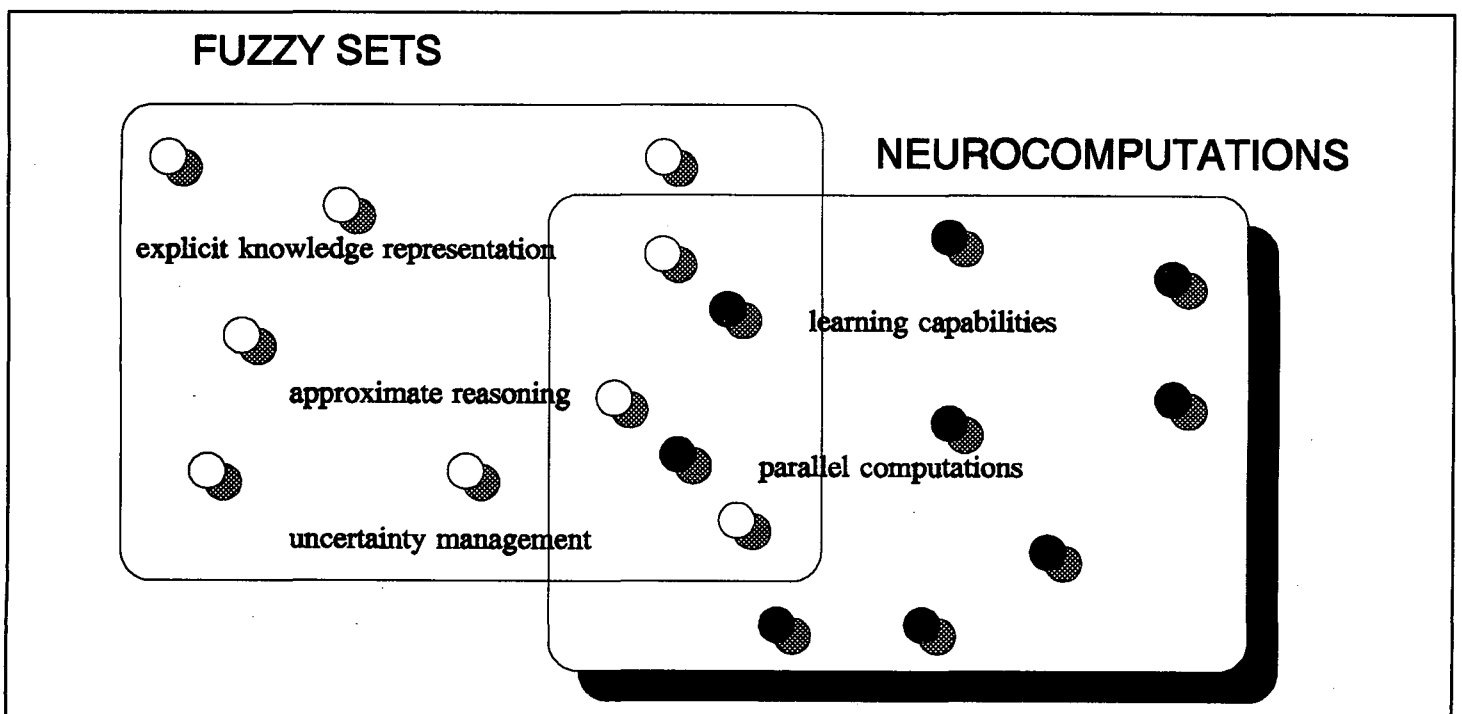 FUZZY SETS
NEUROCOMPUTATIONS
explicit knowledge representation
learning capabilities
approximate reasoning
parallel computations
uncertainty management